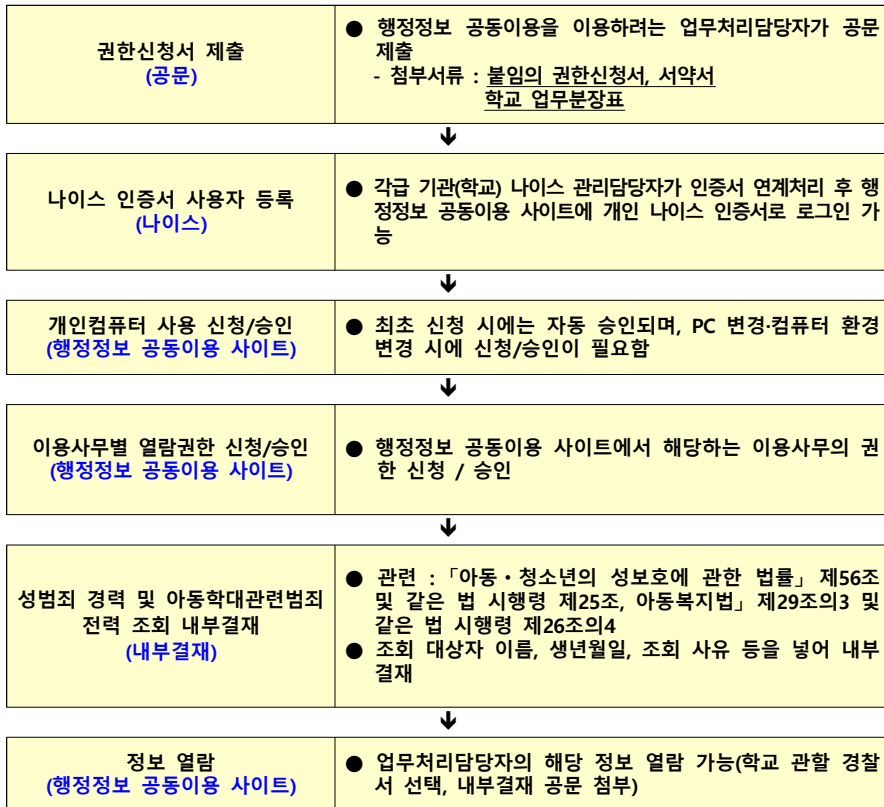 권한신청서 제출
(공문)
● 행정정보 공동이용을 이용하려는 업무처리담당자가 공문
제출
- 첨부서류 : 붙임의 권한신청서, 서약서
학교 업무분장표
나이스 인증서 사용자 등록
(나이스)
● 각급 기관(학교) 나이스 관리담당자가 인증서 연계처리 후 행
정정보 공동이용 사이트에 개인 나이스 인증서로 로그인 가
능
개인컴퓨터 사용 신청/승인
(행정정보 공동이용 사이트)
● 최초 신청 시에는 자동 승인되며, PC 변경·컴퓨터 환경
변경 시에 신청/승인이 필요함
이용사무별 열람권한 신청/승인
(행정정보 공동이용 사이트)
● 행정정보 공동이용 사이트에서 해당하는 이용사무의 권
한 신청 / 승인
성범죄 경력 및 아동학대관련범죄
전력 조회 내부결재
(내부결재)
● 관련 :「아동・청소년의 성보호에 관한 법률」제56조
및 같은 법 시행령 제25조, 아동복지법」제29조의3 및
같은 법 시행령 제26조의4
● 조회 대상자 이름, 생년월일, 조회 사유 등을 넣어 내부
결재
정보 열람
(행정정보 공동이용 사이트)
● 업무처리담당자의 해당 정보 열람 가능(학교 관할 경찰
서 선택, 내부결재 공문 첨부)